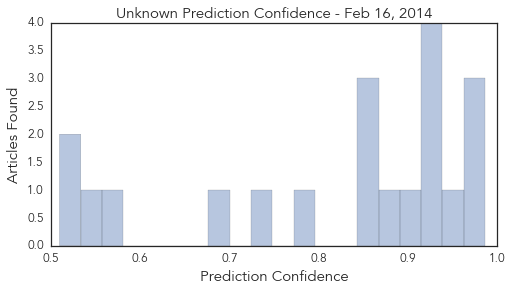 Unknown Prediction Confidence - Feb 16, 2014
4.0
3.5
3.0
2.5
2.0
1.5
1.0
0.5
0.0
Articles Found
0.5 0.6 0.7 0.8 0.9 1.0
Prediction Confidence